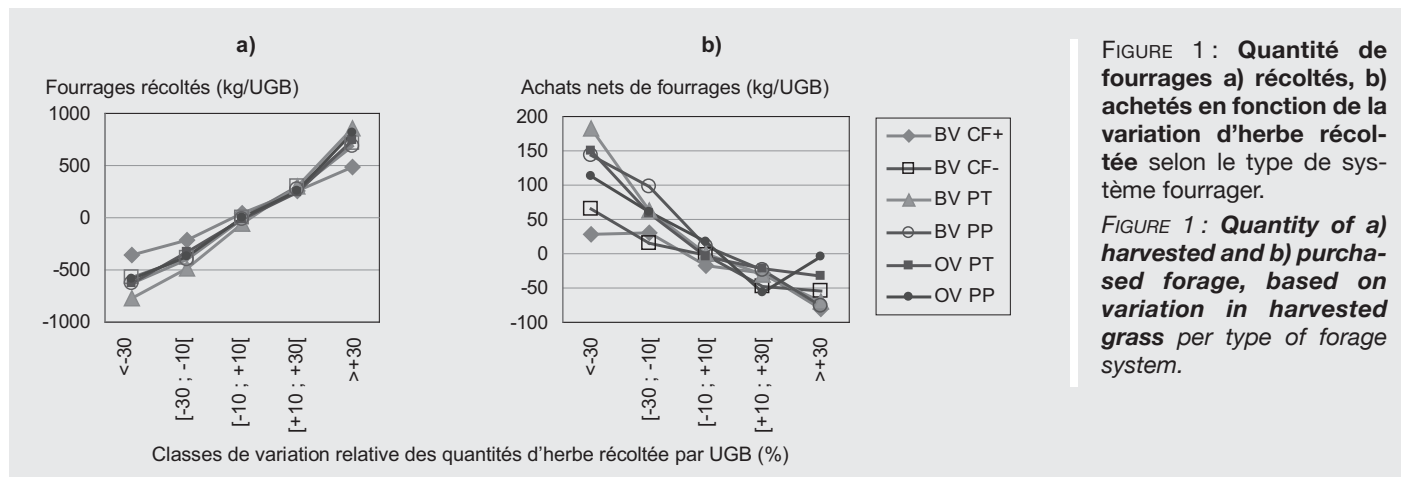 a)
Fourrages récoltés (kg/UGB)
1000
500
0
-500
-1000
<-30
[-30 ; -10[
[-10 ; +10[
[+10 ; +30[
>+30
b)
Achats nets de fourrages (kg/UGB)
200
150
100
50
0
-50
-100
<-30
[-30 ; -10[
[-10 ; +10[
[+10 ; +30[
>+30
BV CF+
BV CF-
BV PT
BV PP
OV PT
OV PP
Classes de variation relative des quantités d'herbe récoltée par UGB (%)
FIGURE 1 : Quantité de
fourrages a) récoltés, b)
achetés en fonction de la
variation d'herbe récol-
tée selon le type de sys-
tème fourrager.
FIGURE 1 : Quantity of a)
harvested and b) purcha-
sed forage, based on
variation in harvested
grass per type of forage
system.